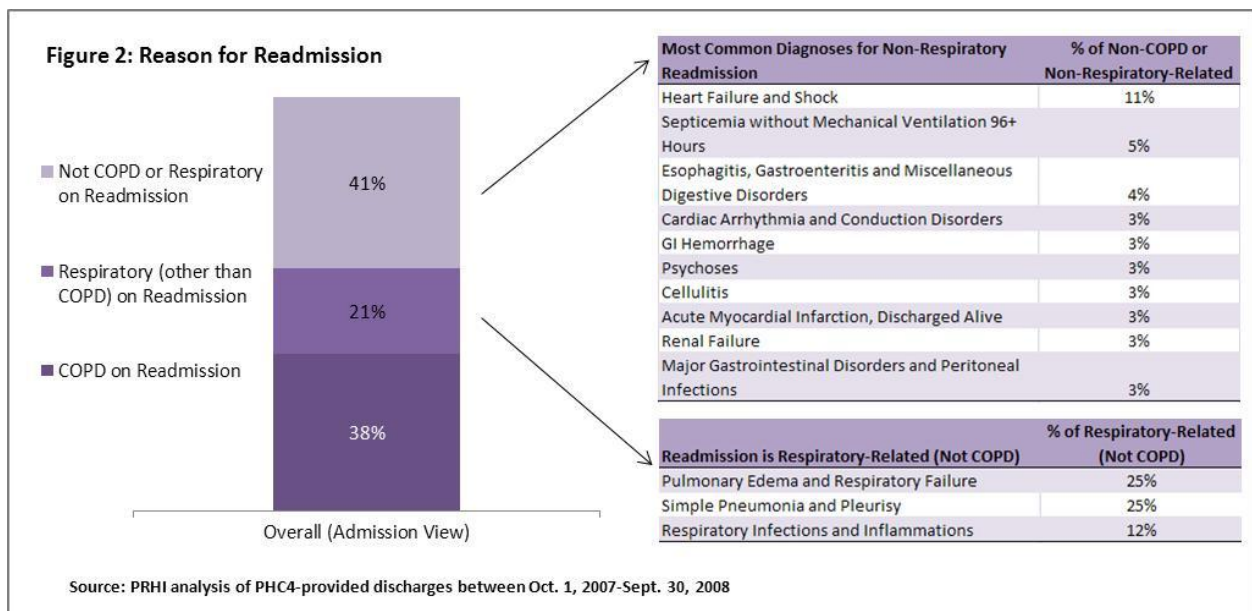 Figure 2: Reason for Readmission
Not COPD or Respiratory
on Readmission
Respiratory (other than
COPD) on Readmission
COPD on Readmission
41%
21%
38%
Overall (Admission View)
Most Common Diagnoses for Non-Respiratory
Readmission
% of Non-COPD or
Non-Respiratory-Related
Heart Failure and Shock 11%
Septicemia without Mechanical Ventilation 96+
Hours 5%
Esophagitis, Gastroenteritis and Miscellaneous
Digestive Disorders 4%
Cardiac Arrhythmia and Conduction Disorders 3%
GI Hemorrhage 3%
Psychoses 3%
Cellulitis 3%
Acute Myocardial Infarction, Discharged Alive 3%
Renal Failure 3%
Major Gastrointestinal Disorders and Peritoneal
Infections 3%
Readmission is Respiratory-Related (Not COPD)
% of Respiratory-Related
(Not COPD)
Pulmonary Edema and Respiratory Failure 25%
Simple Pneumonia and Pleurisy 25%
Respiratory Infections and Inflammations 12%
Source: PRHI analysis of PHC4-provided discharges between Oct. 1, 2007-Sept. 30, 2008